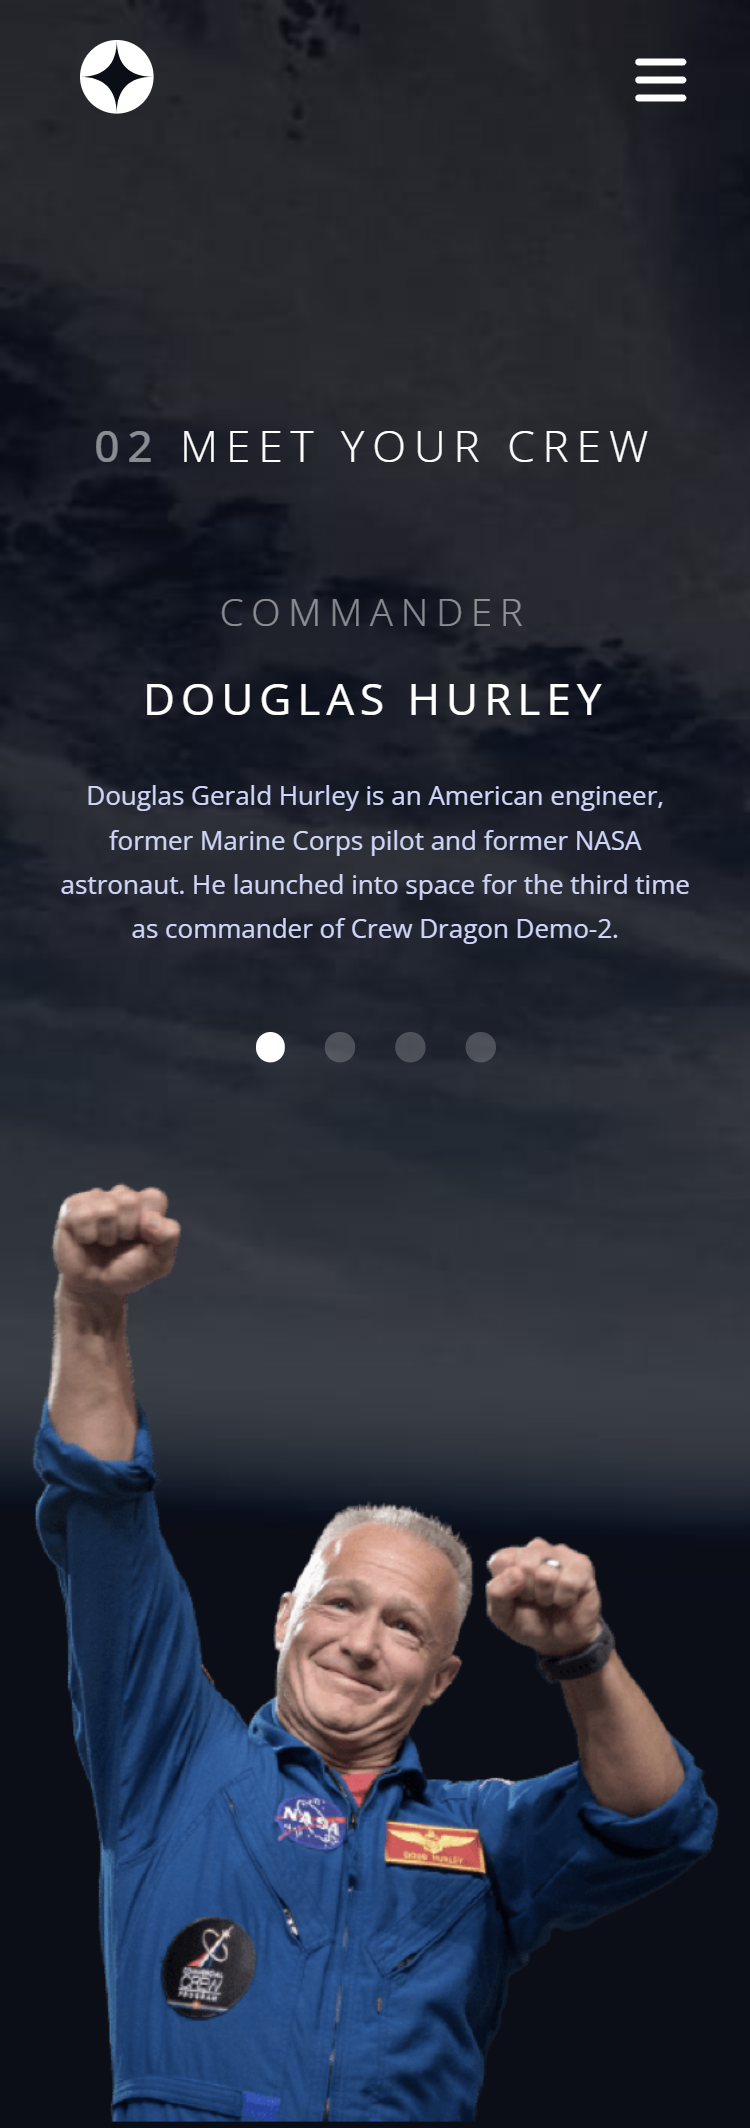 02 MEET YOUR CREW
COMMANDER
DOUGLAS HURLEY
Douglas Gerald Hurley is an American engineer,
former Marine Corps pilot and former NASA
astronaut. He launched into space for the third time
as commander of Crew Dragon Demo-2.
NASA
DOUG HURLEY
COMMERCIAL
CREW
PROGRAM